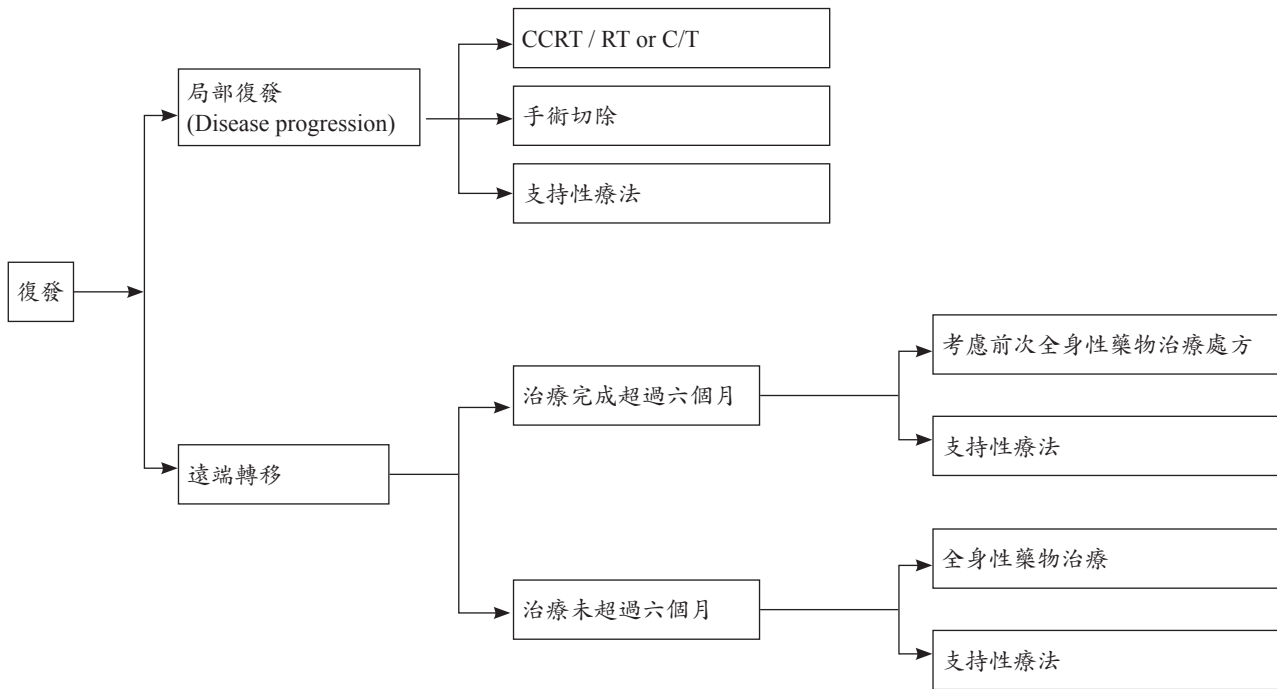 復發
局部復發
(Disease progression)
CCRT / RT or C/T
手術切除
支持性療法
遠端轉移
治療完成超過六個月
考慮前次全身性藥物治療處方
支持性療法
治療未超過六個月
全身性藥物治療
支持性療法